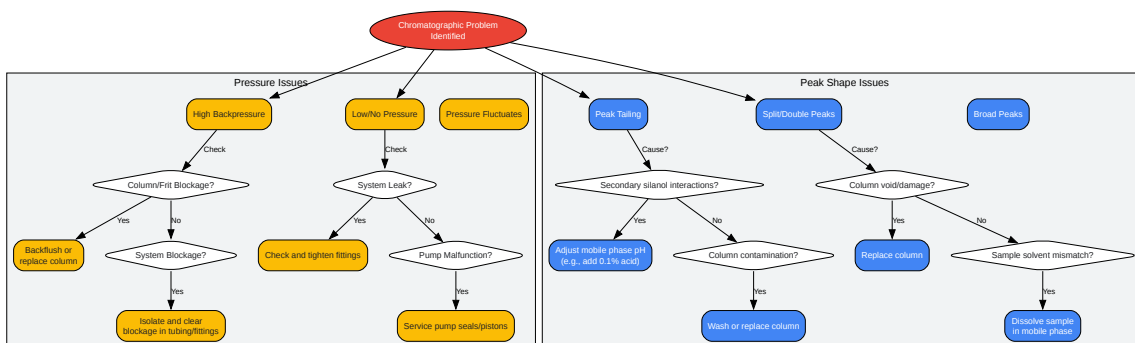 Chromatographic Problem
Identified
Pressure Issues
Peak Shape Issues
High Backpressure
Low/No Pressure
Pressure Fluctuates
Peak Tailing
Split/Double Peaks
Broad Peaks
Check
Check
Cause?
Cause?
Column/Frit Blockage?
System Leak?
Secondary silanol interactions?
Column void/damage?
Yes
No
Yes
No
Yes
No
Yes
No
Backflush or
replace column
System Blockage?
Check and tighten fittings
Pump Malfunction?
Adjust mobile phase pH
(e.g., add 0.1% acid)
Column contamination?
Replace column
Sample solvent mismatch?
Yes
Yes
Yes
Yes
Isolate and clear
blockage in tubing/fittings
Service pump seals/pistons
Wash or replace column
Dissolve sample
in mobile phase